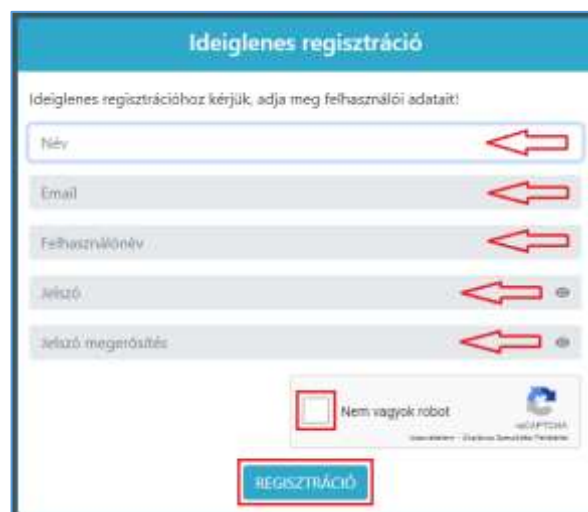 Ideiglenes regisztráció
Ideiglenes regisztrációhoz kérjük, adja meg felhasználói adatait!
Név
Email
Felhasználónév
Jelszó
Jelszó megerősítés
Nem vagyok robot
reCAPTCHA
REGISZTRÁCIÓ